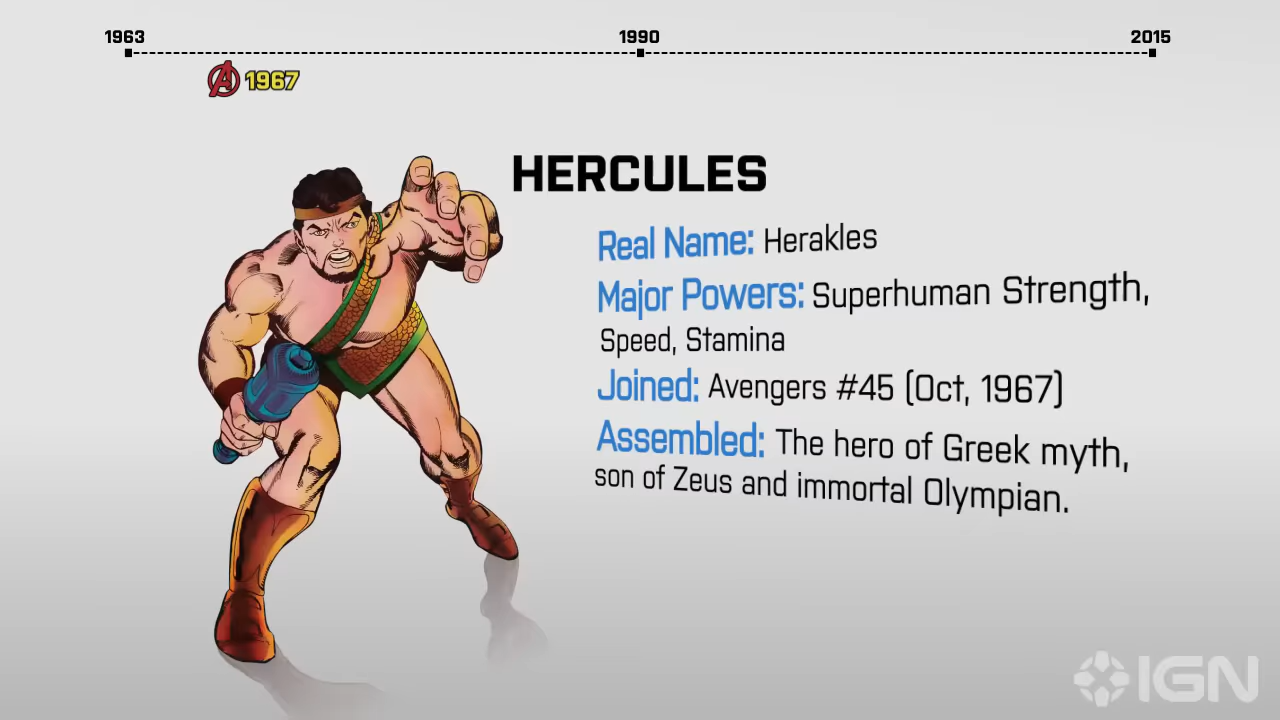 1963 1990 2015
1967
HERCULES
Real Name: Herakles
Major Powers: Superhuman Strength,
Speed, Stamina
Joined: Avengers #45 (Oct, 1967)
Assembled: The hero of Greek myth,
son of Zeus and immortal Olympian.
IGN